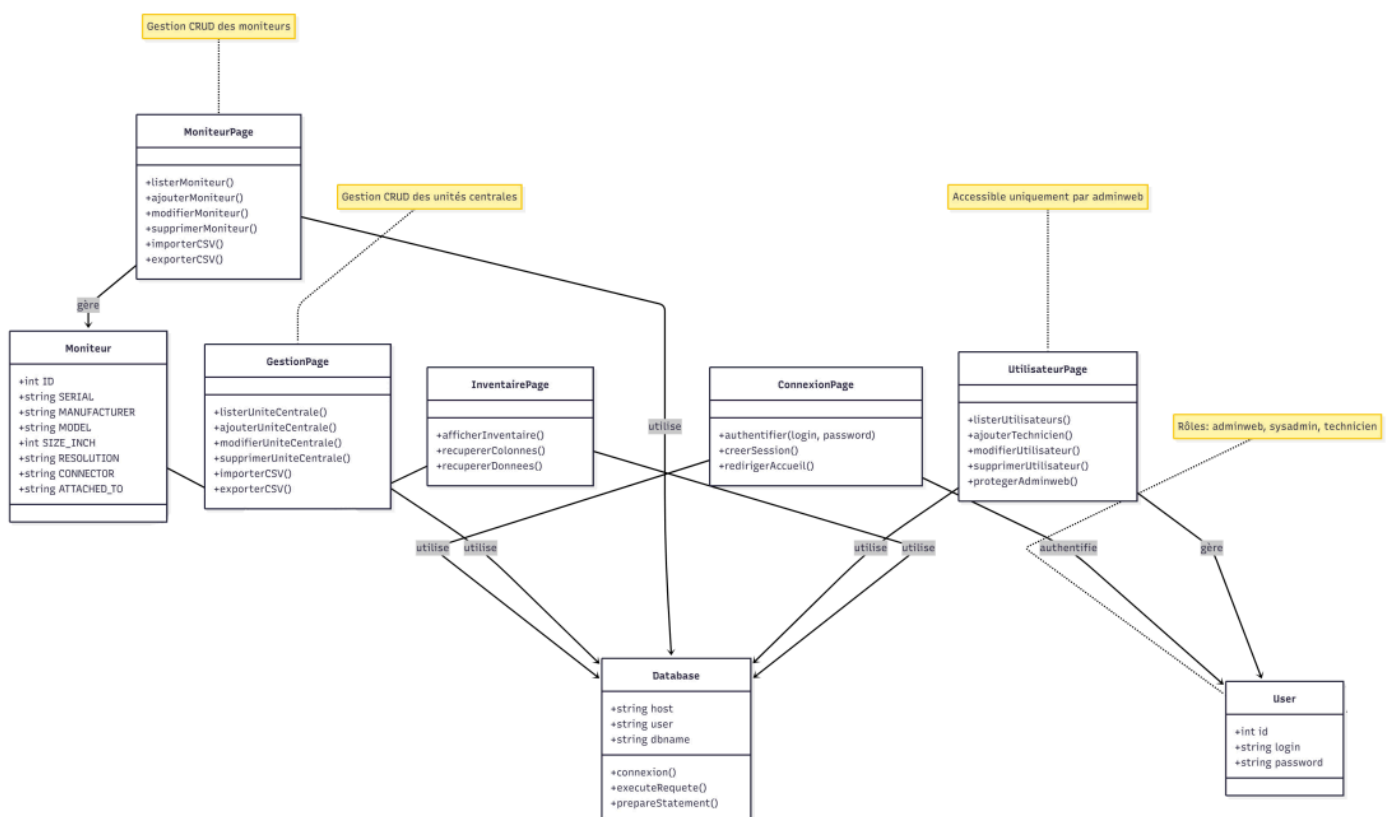 Gestion CRUD des moniteurs
MoniteurPage
+listerMoniteur()
+ajouterMoniteur()
+modifierMoniteur()
+supprimerMoniteur()
+importerCSV()
+exporterCSV()
Gestion CRUD des unités centrales
Accessible uniquement par adminweb
gère
Moniteur
+int ID
+string SERIAL
+string MANUFACTURER
+string MODEL
+int SIZE_INCH
+string RESOLUTION
+string CONNECTOR
+string ATTACHED_TO
GestionPage
+listerUniteCentrale()
+ajouterUniteCentrale()
+modifierUniteCentrale()
+supprimerUniteCentrale()
+importerCSV()
+exporterCSV()
InventairePage
+afficherInventaire()
+recupererColonnes()
+recupererDonnees()
utilise
ConnexionPage
+authentifier(login, password)
+creerSession()
+redirigerAccueil()
UtilisateurPage
+listerUtilisateurs()
+ajouterTechnicien()
+modifierUtilisateur()
+supprimerUtilisateur()
+protegerAdminweb()
Rôles: adminweb, sysadmin, technicien
utilise
utilise
utilise
utilise
authentifie
gère
Database
+string host
+string user
+string dbname
+connexion()
+executeRequete()
+prepareStatement()
User
+int id
+string login
+string password